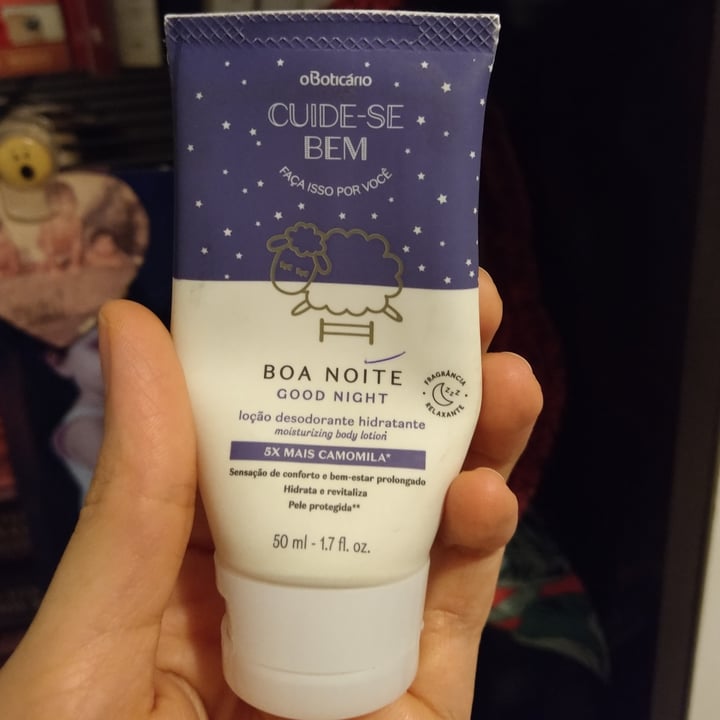 oBoticário
CUIDE-SE
BEM
FAÇA ISSO POR VOCÊ
BOA NOITE
GOOD NIGHT
FRAGRÂNCIA
zzz
RELAXANTE
loção desodorante hidratante
moisturizing body lotion
5X MAIS CAMOMILA*
Sensação de conforto e bem-estar prolongado
Hidrata e revitaliza
Pele protegida**
50 ml - 1.7 fl. oz.